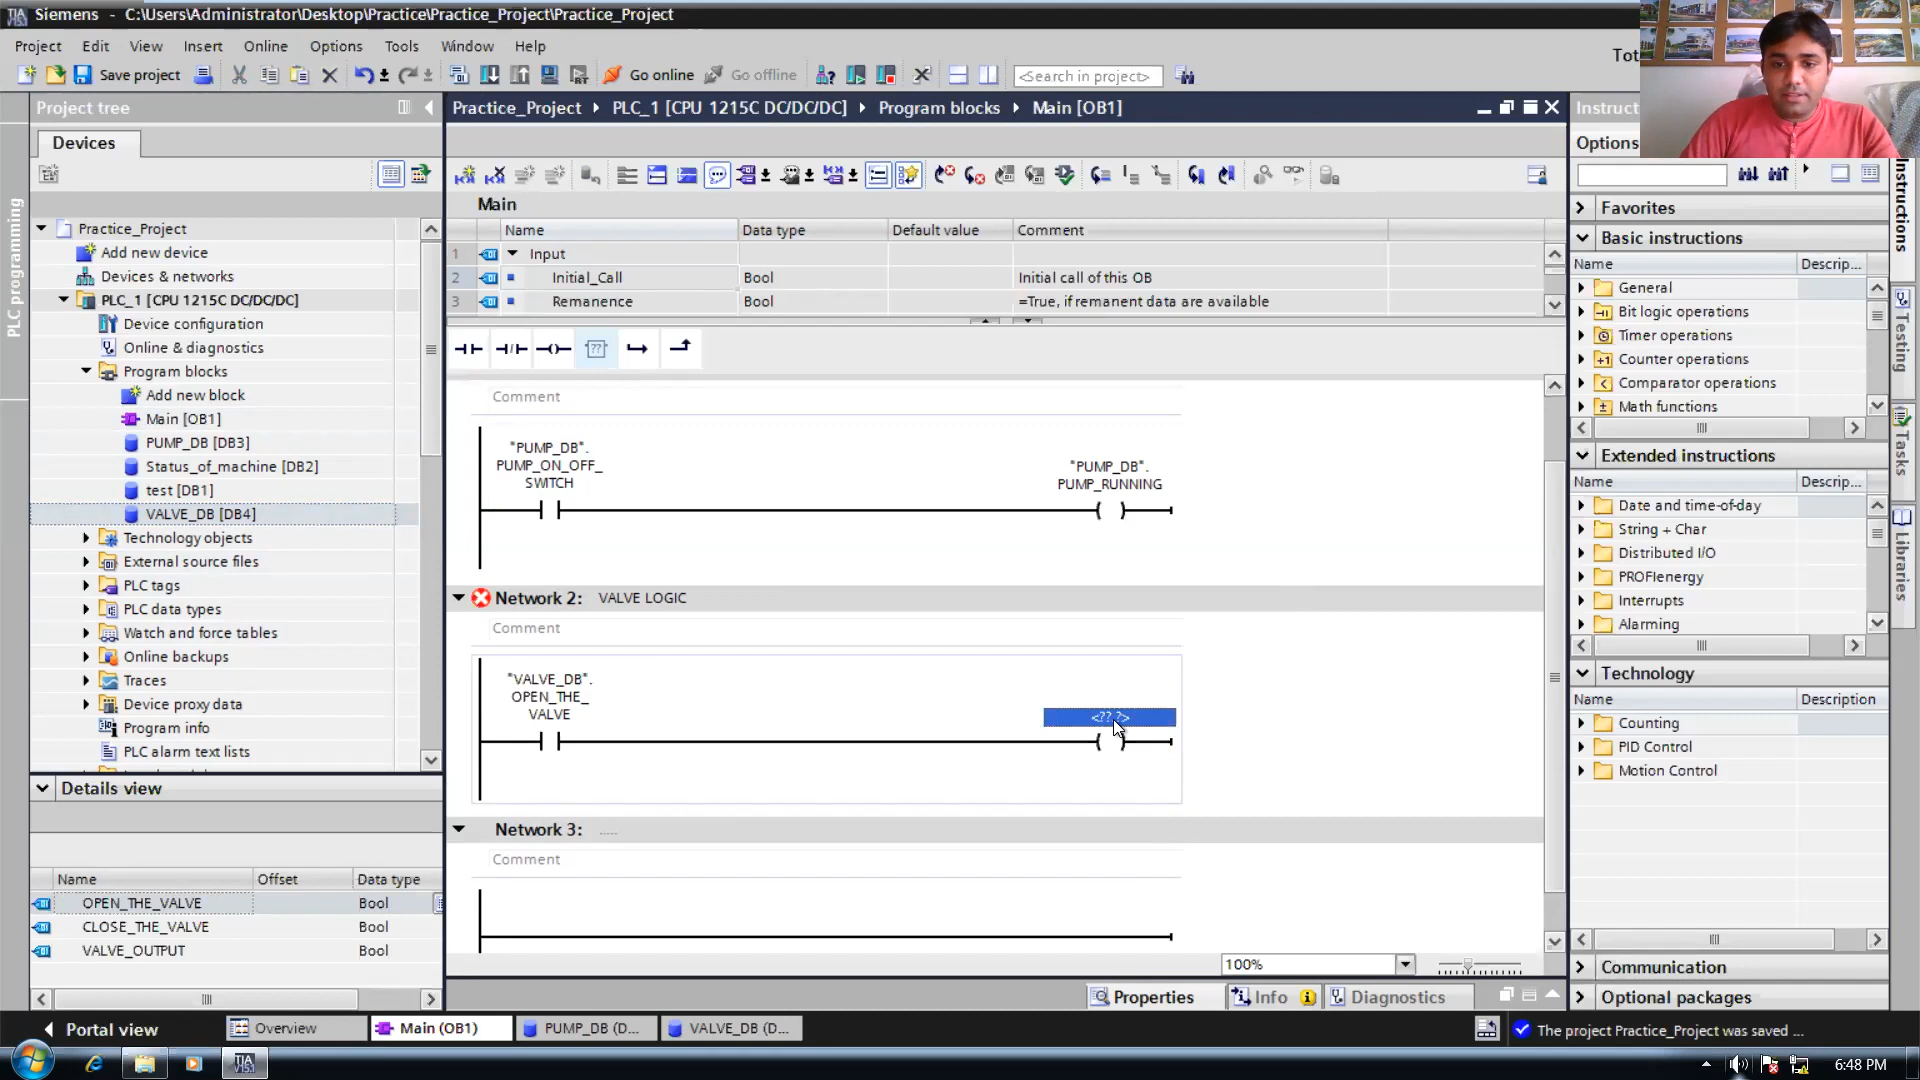 Siemens - C:\Users\Administrator\Desktop\Practice\Practice_Project\Practice_Project
Project Edit View Insert Online Options Tools Window Help
Tot
Save project
Go online
Go offline
<Search in project>
Project tree
Practice_Project PLC_1 [CPU 1215C DC/DC/DC] Program blocks Main [OB1]
Instruc
Devices
Options
PLC programming
Main
Name Data type Default value Comment
1 Input
2 Initial_Call Bool Initial call of this OB
3 Remanence Bool =True, if remanent data are available
Practice_Project
Add new device
Devices & networks
PLC_1 [CPU 1215C DC/DC/DC]
Device configuration
Online & diagnostics
Program blocks
Add new block
Main [OB1]
PUMP_DB [DB3]
Status_of_machine [DB2]
test [DB1]
VALVE_DB [DB4]
Technology objects
External source files
PLC tags
PLC data types
Watch and force tables
Online backups
Traces
Device proxy data
Program info
PLC alarm text lists
Details view
Name Offset Data type
OPEN_THE_VALVE Bool
CLOSE_THE_VALVE Bool
VALVE_OUTPUT Bool
Comment
"PUMP_DB".
PUMP_ON_OFF_
SWITCH
"PUMP_DB".
PUMP_RUNNING
Network 2: VALVE LOGIC
Comment
"VALVE_DB".
OPEN_THE_
VALVE
<??.?>
Network 3: .....
Comment
100%
Properties
Info
Diagnostics
Favorites
Basic instructions
Name Descrip...
General
Bit logic operations
Timer operations
Counter operations
Comparator operations
Math functions
Extended instructions
Name Descrip...
Date and time-of-day
String + Char
Distributed I/O
PROFIenergy
Interrupts
Alarming
Technology
Name Description
Counting
PID Control
Motion Control
Communication
Optional packages
Instructions
Testing
Tasks
Libraries
Portal view
Overview
Main (OB1)
PUMP_DB (D...
VALVE_DB (D...
The project Practice_Project was saved ...
6:48 PM